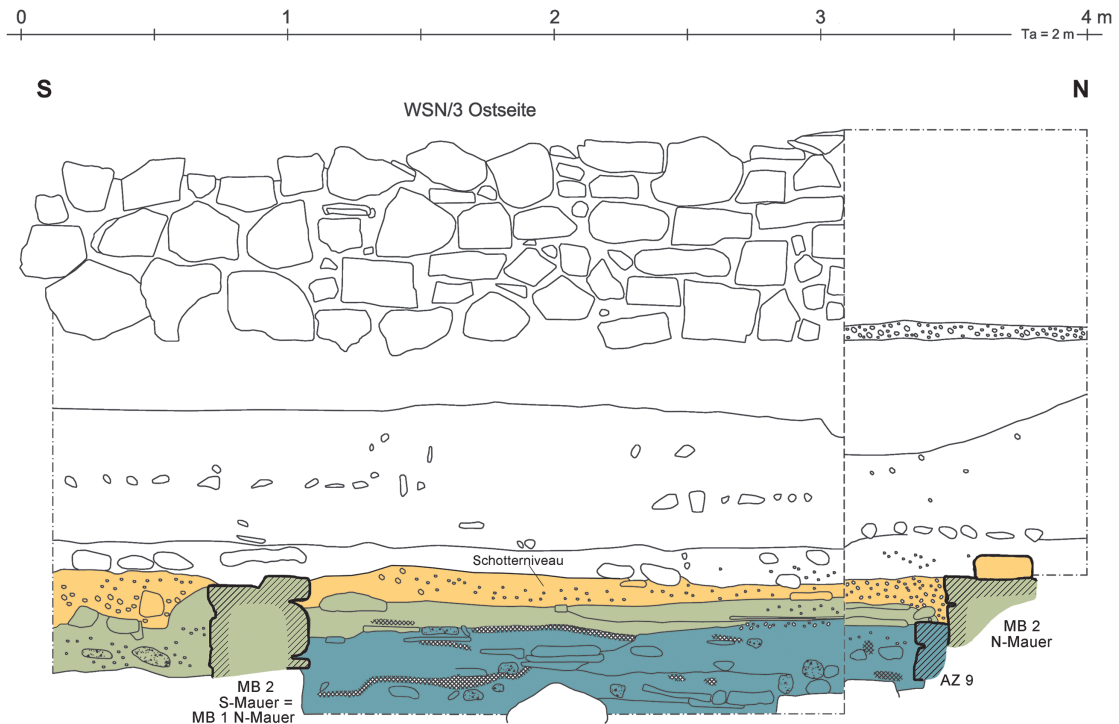 0 1 2 3 4 m
Ta = 2 m
S
N
WSN/3 Ostseite
Schotterniveau
MB 2
N-Mauer
AZ 9
MB 2
S-Mauer =
MB 1 N-Mauer